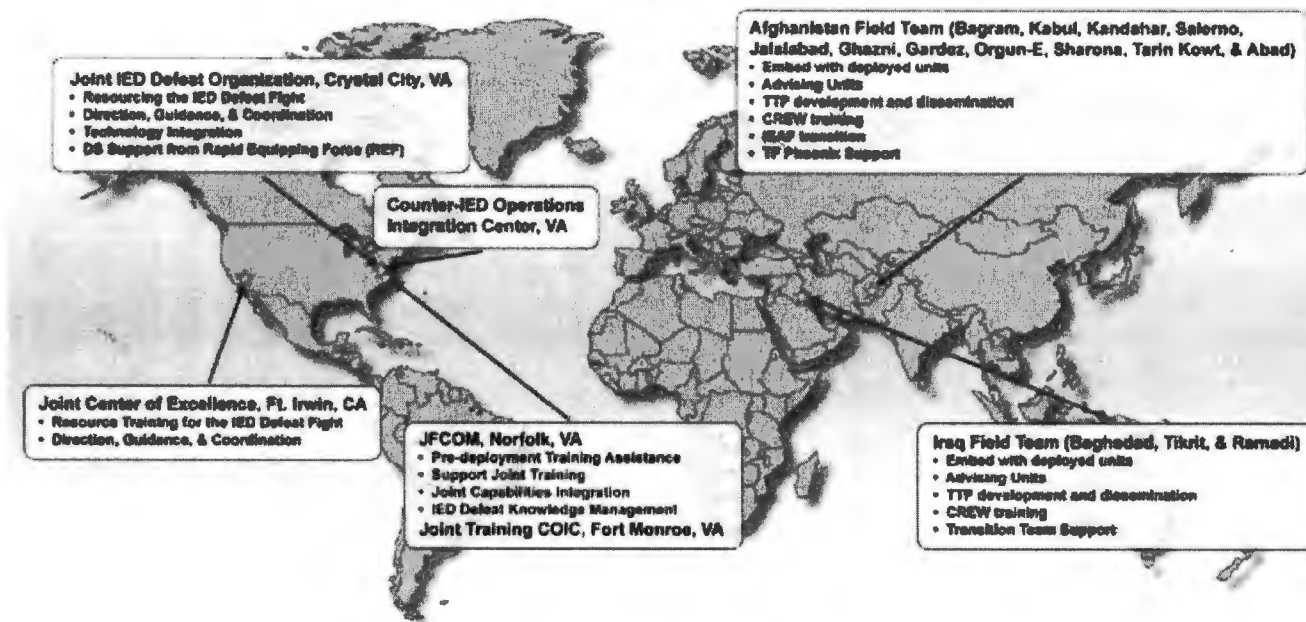 Afghanistan Field Team (Bagram, Kabul, Kandahar, Salerno,
Jalalabad, Ghazni, Gardez, Orgun-E, Sharona, Tarin Kowt, & Abad)
• Embed with deployed units
• Advising Units
• TTP development and dissemination
• CREW training
• ISAF transition
• TF Phoenix Support
Joint IED Defeat Organization, Crystal City, VA
• Resourcing the IED Defeat Fight
• Direction, Guidance, & Coordination
• Technology Integration
• DS Support from Rapid Equipping Force (REF)
Counter-IED Operations
Integration Center, VA
Joint Center of Excellence, Ft. Irwin, CA
• Resource Training for the IED Defeat Fight
• Direction, Guidance, & Coordination
JFCOM, Norfolk, VA
• Pre-deployment Training Assistance
• Support Joint Training
• Joint Capabilities Integration
• IED Defeat Knowledge Management
Joint Training COIC, Fort Monroe, VA
Iraq Field Team (Baghdad, Tikrit, & Ramadi)
• Embed with deployed units
• Advising Units
• TTP development and dissemination
• CREW training
• Transition Team Support